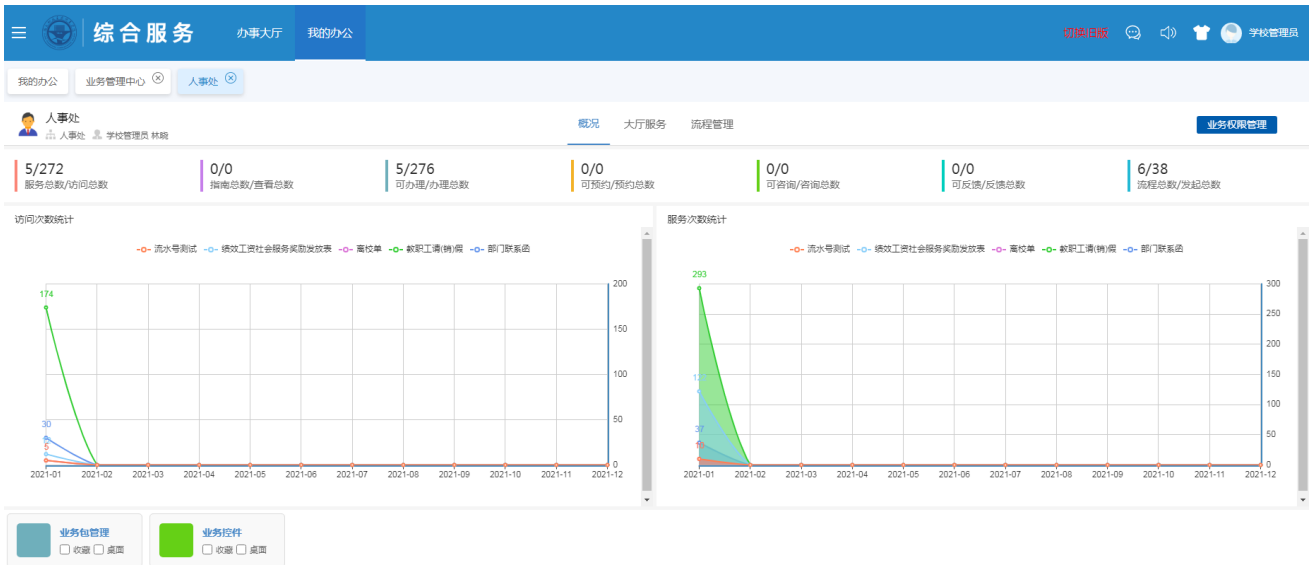 综合服务 办事大厅 我的办公 切换旧版 学校管理员
我的办公 业务管理中心 人事处
人事处
人事处 学校管理员 林晓
概况 大厅服务 流程管理 业务权限管理
5/272 0/0 5/276 0/0 0/0 0/0 6/38
服务总数/访问总数 指南总数/查看总数 可办理/办理总数 可预约/预约总数 可咨询/咨询总数 可反馈/反馈总数 流程总数/发起总数
访问次数统计
流水号测试 绩效工资社会服务奖励发放表 离校单 教职工请(销)假 部门联系函
200
174
150
100
50
30
5
0
2021-01 2021-02 2021-03 2021-04 2021-05 2021-06 2021-07 2021-08 2021-09 2021-10 2021-11 2021-12
服务次数统计
流水号测试 绩效工资社会服务奖励发放表 离校单 教职工请(销)假 部门联系函
293
300
250
200
150
100
50
37
0
2021-01 2021-02 2021-03 2021-04 2021-05 2021-06 2021-07 2021-08 2021-09 2021-10 2021-11 2021-12
业务包管理 业务控件
收藏 桌面 收藏 桌面